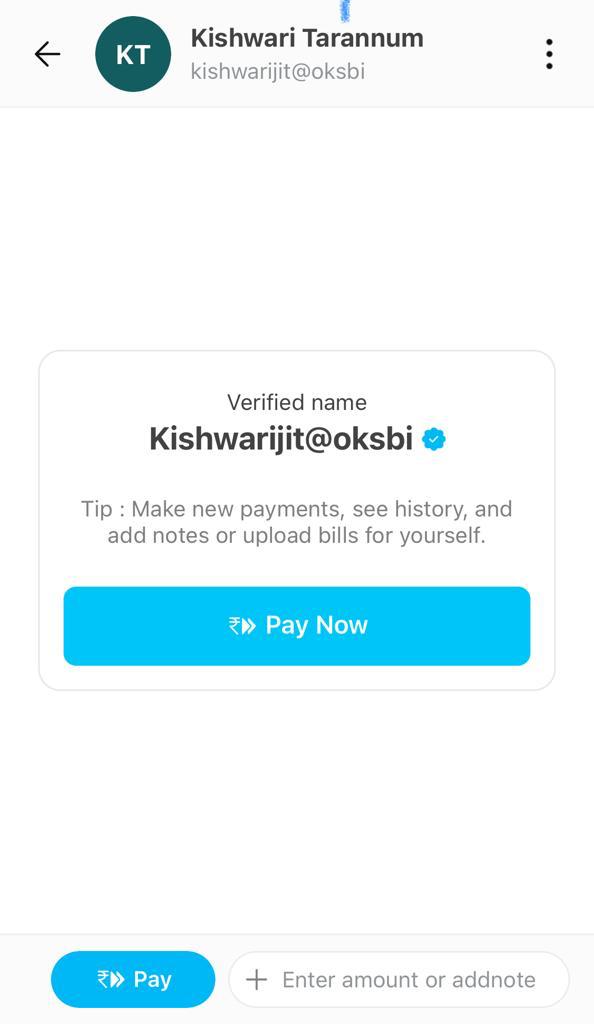 KT
Kishwari Tarannum
kishwarijit@oksbi
Verified name
Kishwarijit@oksbi
Tip : Make new payments, see history, and
add notes or upload bills for yourself.
₹ Pay Now
₹ Pay
+ Enter amount or addnote